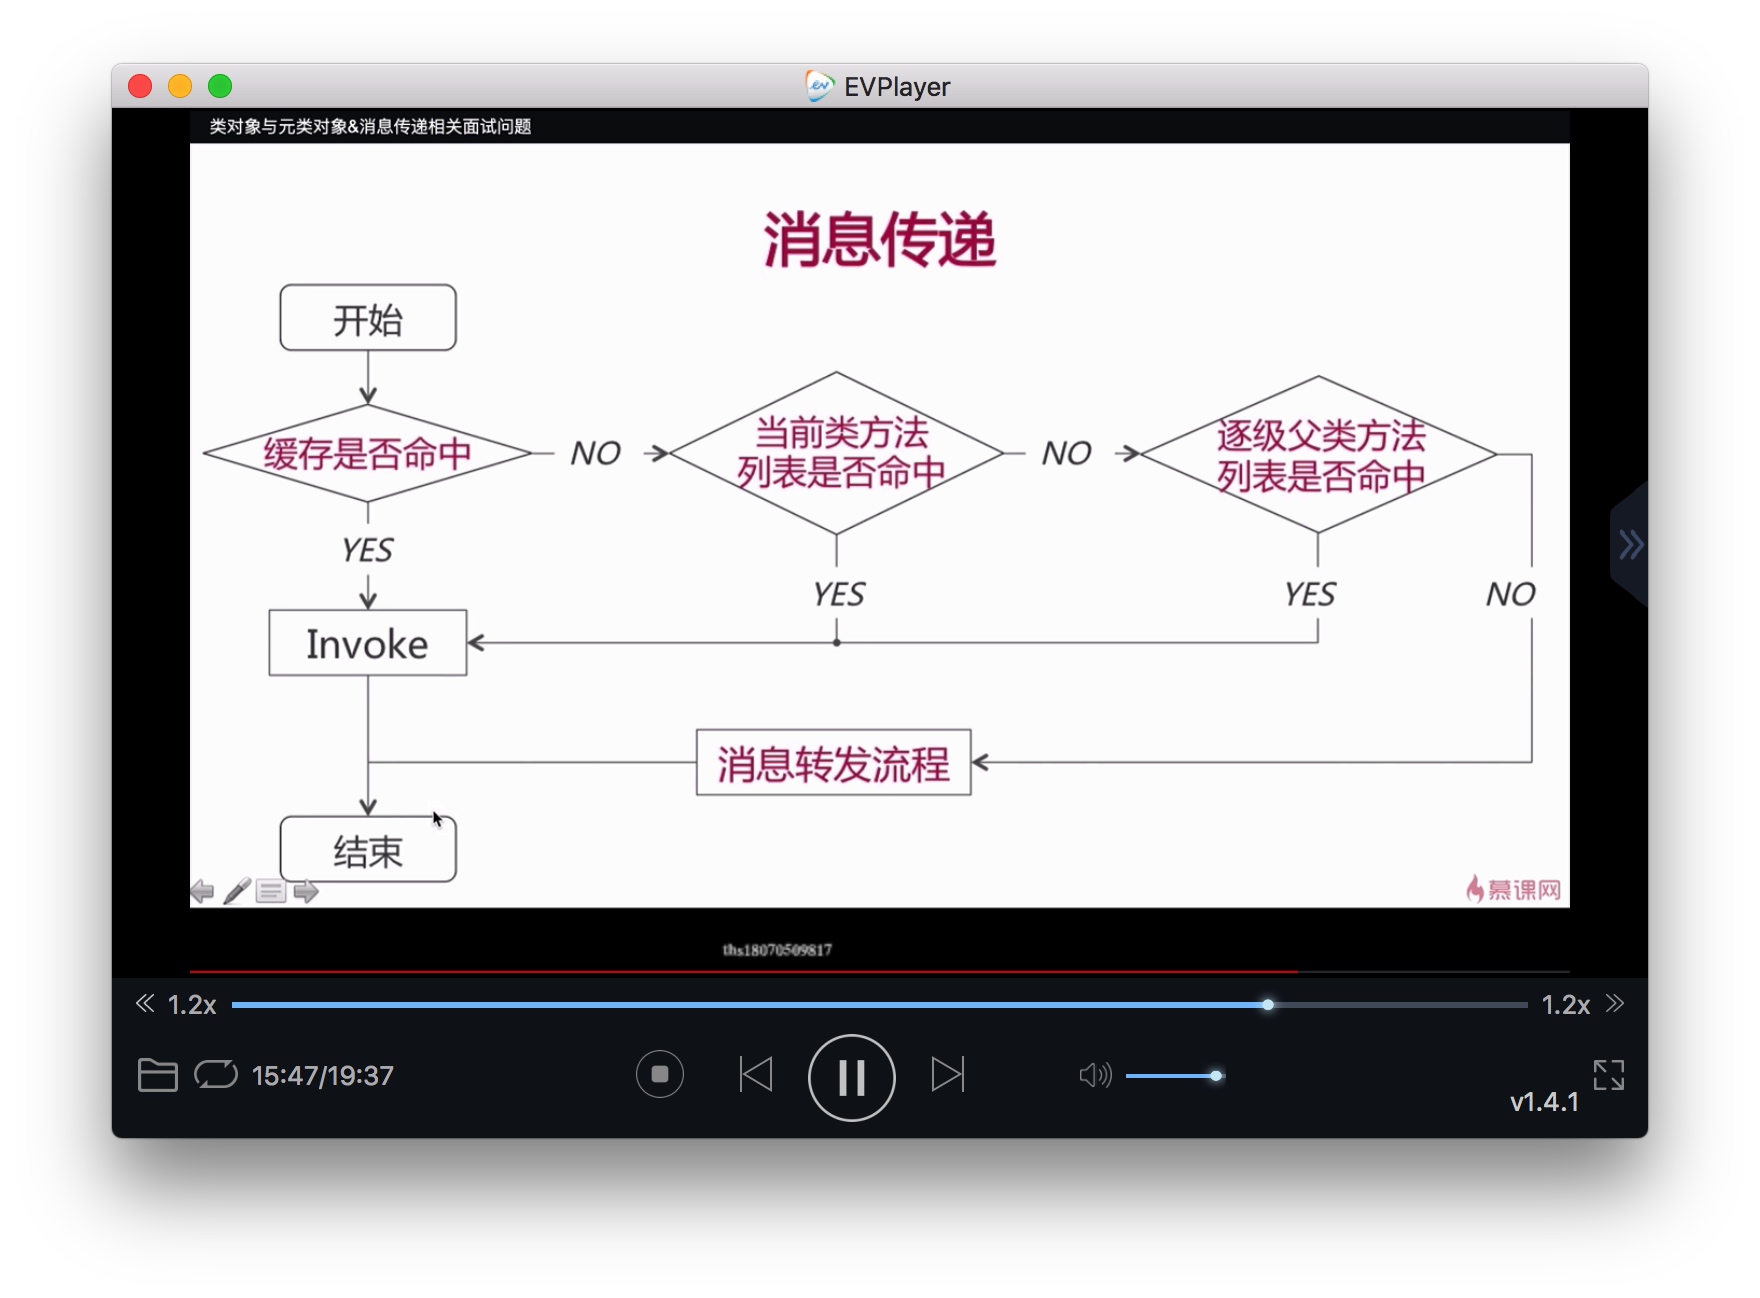 EVPlayer
类对象与元类对象&消息传递相关面试问题
消息传递
开始
缓存是否命中
NO
当前类方法
列表是否命中
NO
逐级父类方法
列表是否命中
YES
YES
YES
NO
Invoke
消息转发流程
结束
慕课网
ths18070509817
1.2x
1.2x
15:47/19:37
v1.4.1